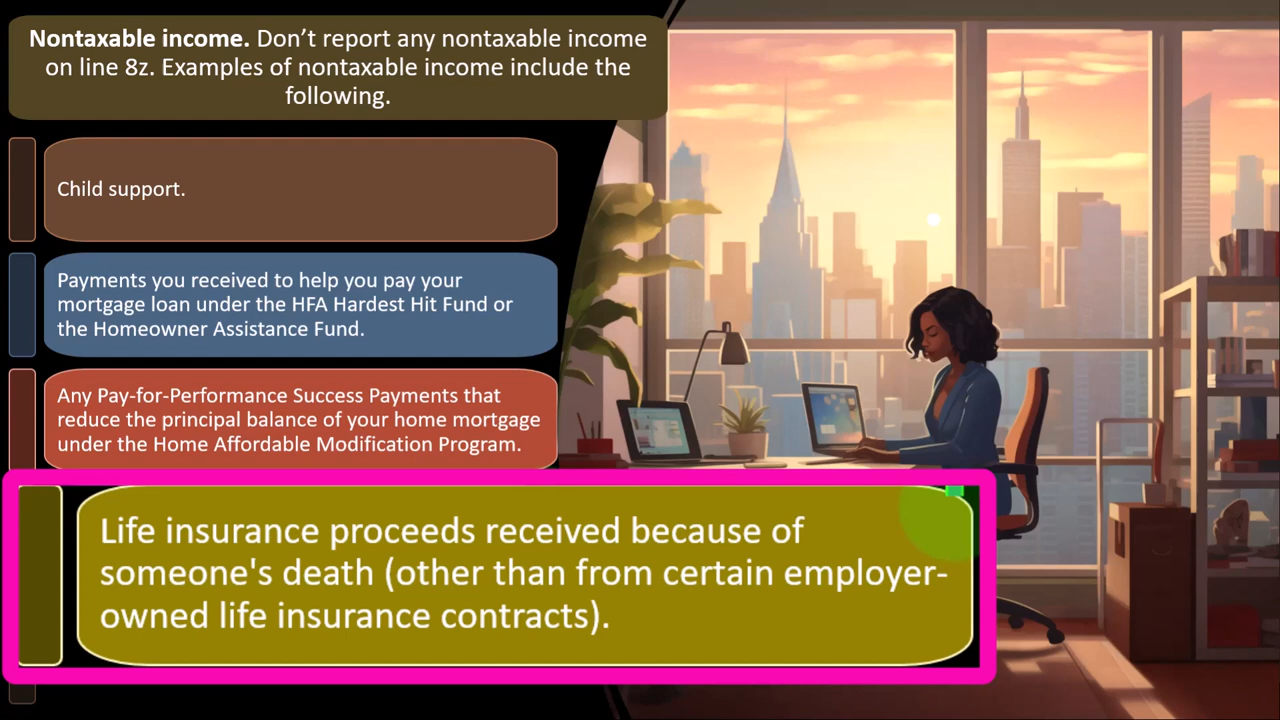 Nontaxable income. Don’t report any nontaxable income
on line 8z. Examples of nontaxable income include the
following.
Child support.
Payments you received to help you pay your
mortgage loan under the HFA Hardest Hit Fund or
the Homeowner Assistance Fund.
Any Pay-for-Performance Success Payments that
reduce the principal balance of your home mortgage
under the Home Affordable Modification Program.
Life insurance proceeds received because of
someone's death (other than from certain employer-
owned life insurance contracts).